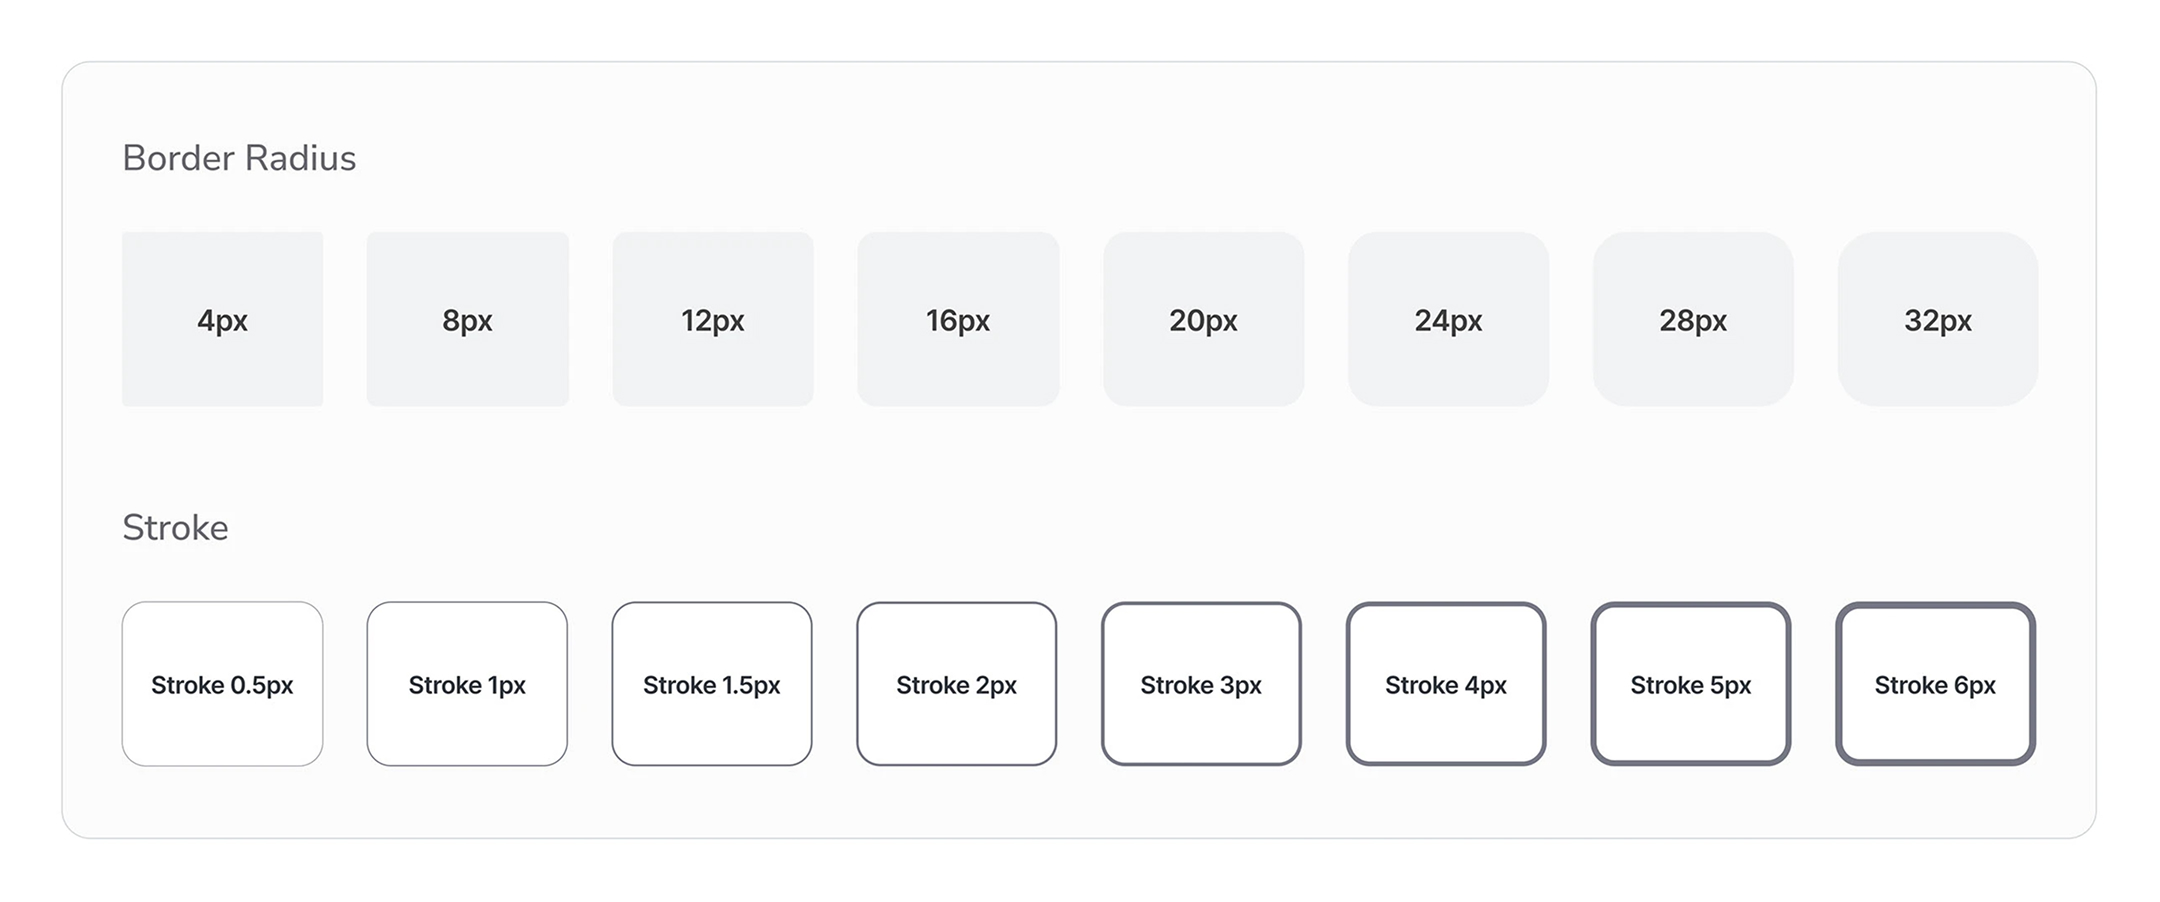 Border Radius
4px
8px
12px
16px
20px
24px
28px
32px
Stroke
Stroke 0.5px
Stroke 1px
Stroke 1.5px
Stroke 2px
Stroke 3px
Stroke 4px
Stroke 5px
Stroke 6px